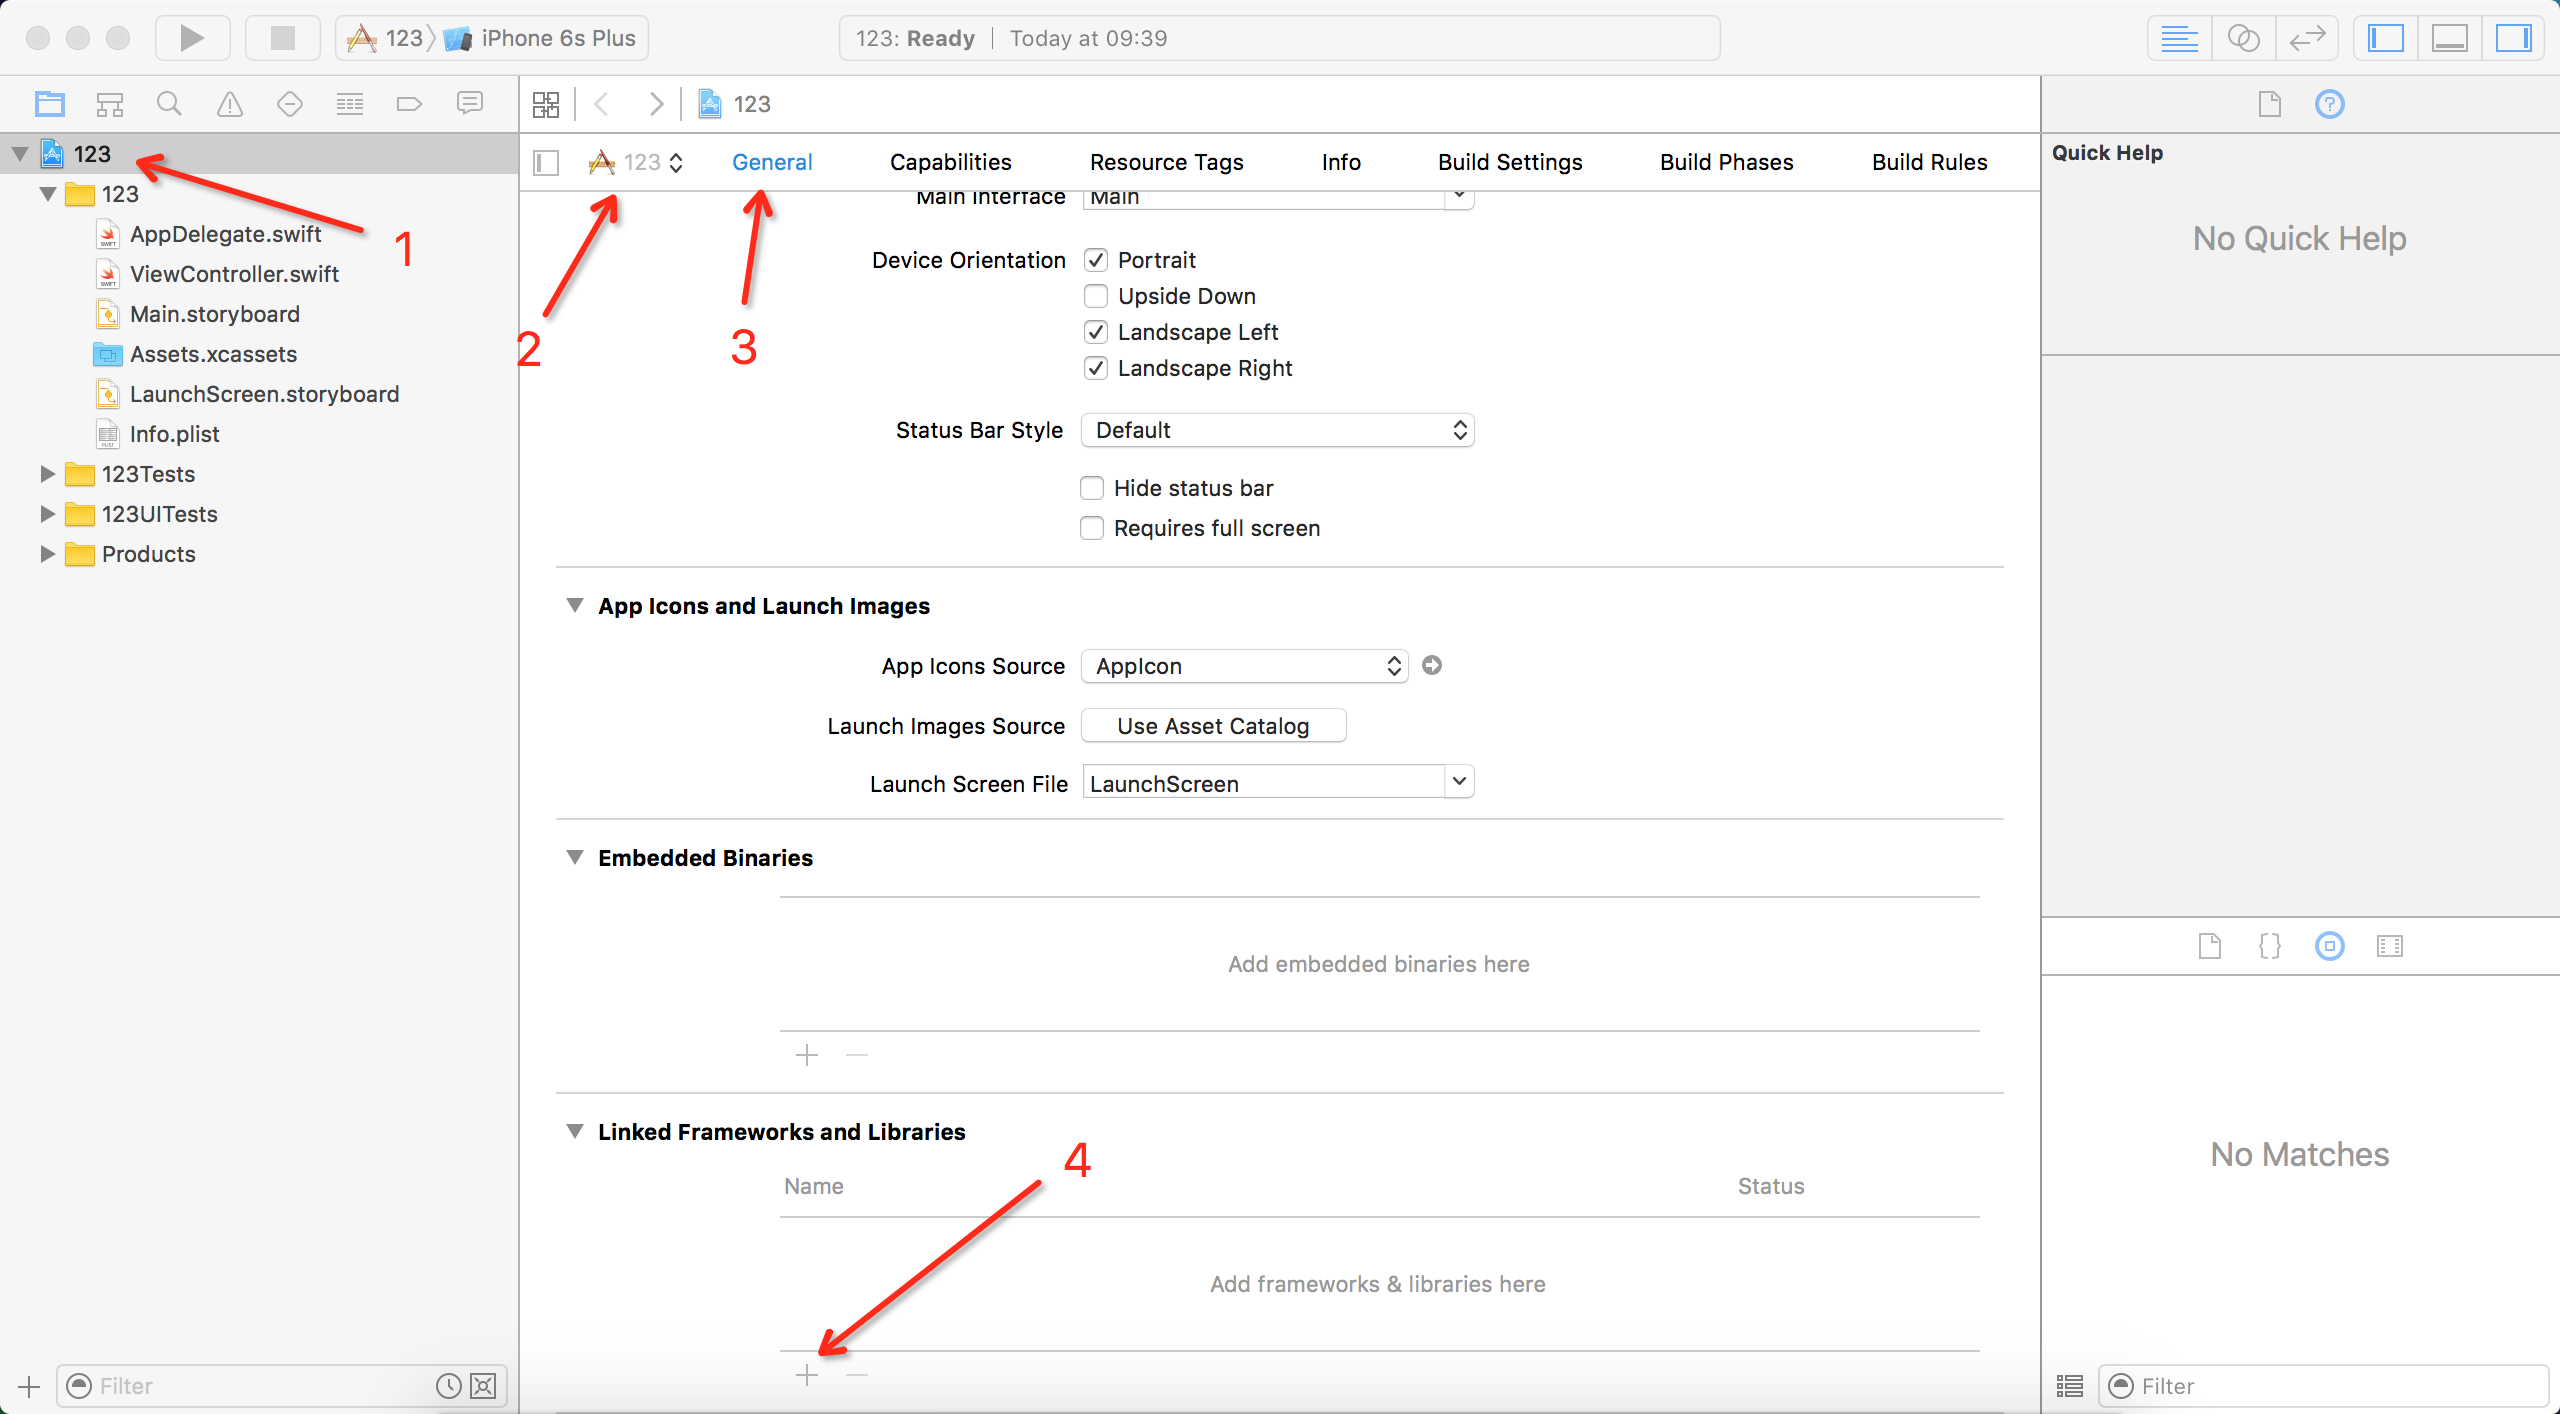 123 iPhone 6s Plus
123: Ready Today at 09:39
123
123 General Capabilities Resource Tags Info Build Settings Build Phases Build Rules
Quick Help
No Quick Help
123
123
AppDelegate.swift
ViewController.swift
Main.storyboard
Assets.xcassets
LaunchScreen.storyboard
Info.plist
123Tests
123UITests
Products
1
2
3
Main Interface Main
Device Orientation Portrait
Upside Down
Landscape Left
Landscape Right
Status Bar Style Default
Hide status bar
Requires full screen
App Icons and Launch Images
App Icons Source AppIcon
Launch Images Source Use Asset Catalog
Launch Screen File LaunchScreen
Embedded Binaries
Add embedded binaries here
Linked Frameworks and Libraries
4
Name Status
Add frameworks & libraries here
No Matches
Filter
Filter